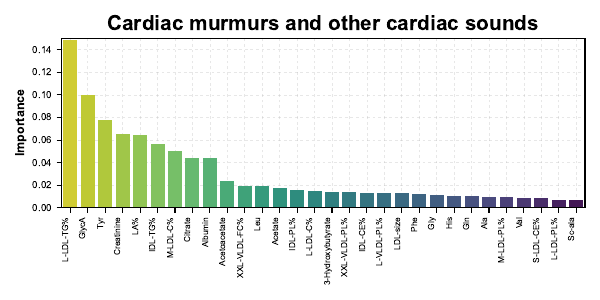 Cardiac murmurs and other cardiac sounds
Importance
0.14
0.12
0.10
0.08
0.06
0.04
0.02
0.00
L-LDL-TG%
GlycA
Tyr
Creatinine
LA%
IDL-TG%
M-LDL-C%
Citrate
Albumin
Acetoacetate
XXL-VLDL-FC%
Leu
Acetate
IDL-PL%
L-LDL-C%
3-Hydroxybutyrate
XXL-VLDL-PL%
IDL-CE%
L-VLDL-PL%
LDL-size
Phe
Gly
His
Gln
Ala
M-LDL-PL%
Val
S-LDL-CE%
L-LDL-PL%